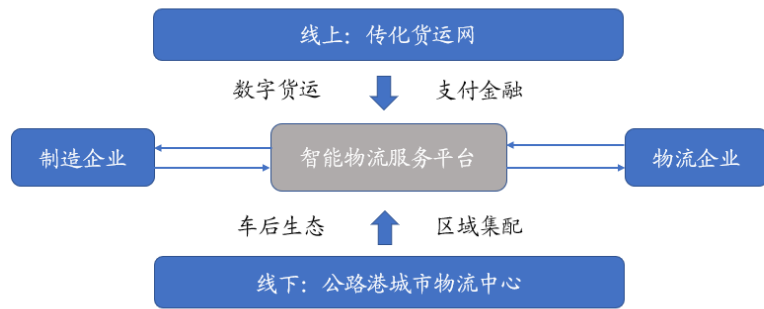 线上：传化货运网
数字货运 支付金融
制造企业 智能物流服务平台 物流企业
车后生态 区域集配
线下：公路港城市物流中心